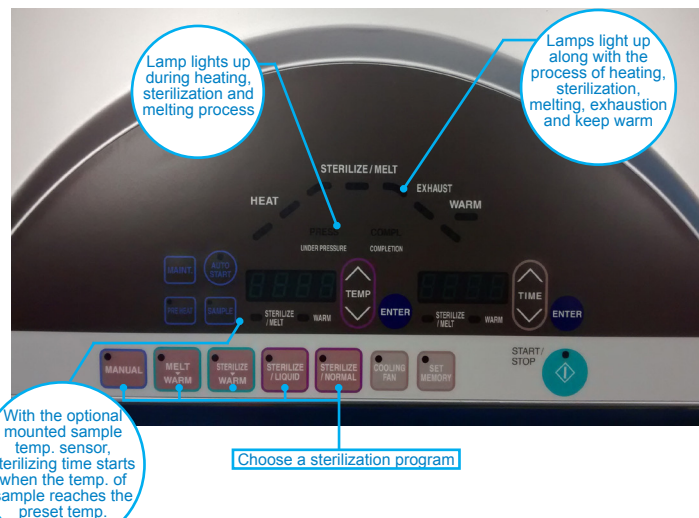 Lamp lights up
during heating,
sterilization and
melting process
Lamps light up
along with the
process of heating,
sterilization,
melting, exhaustion
and keep warm
STERILIZE / MELT
HEAT
EXHAUST
WARM
PRESS
COMPL
UNDER PRESSURE
COMPLETION
MAINT.
AUTO
START
PREHEAT
SAMPLE
8888
TEMP
ENTER
8888
TIME
ENTER
STERILIZE
/MELT
WARM
STERILIZE
/MELT
WARM
MANUAL
MELT
WARM
STERILIZE
WARM
STERILIZE
/ LIQUID
STERILIZE
/ NORMAL
COOLING
FAN
SET
MEMORY
START/
STOP
With the optional
mounted sample
temp. sensor,
terilizing time starts
when the temp. of
sample reaches the
preset temp.
Choose a sterilization program